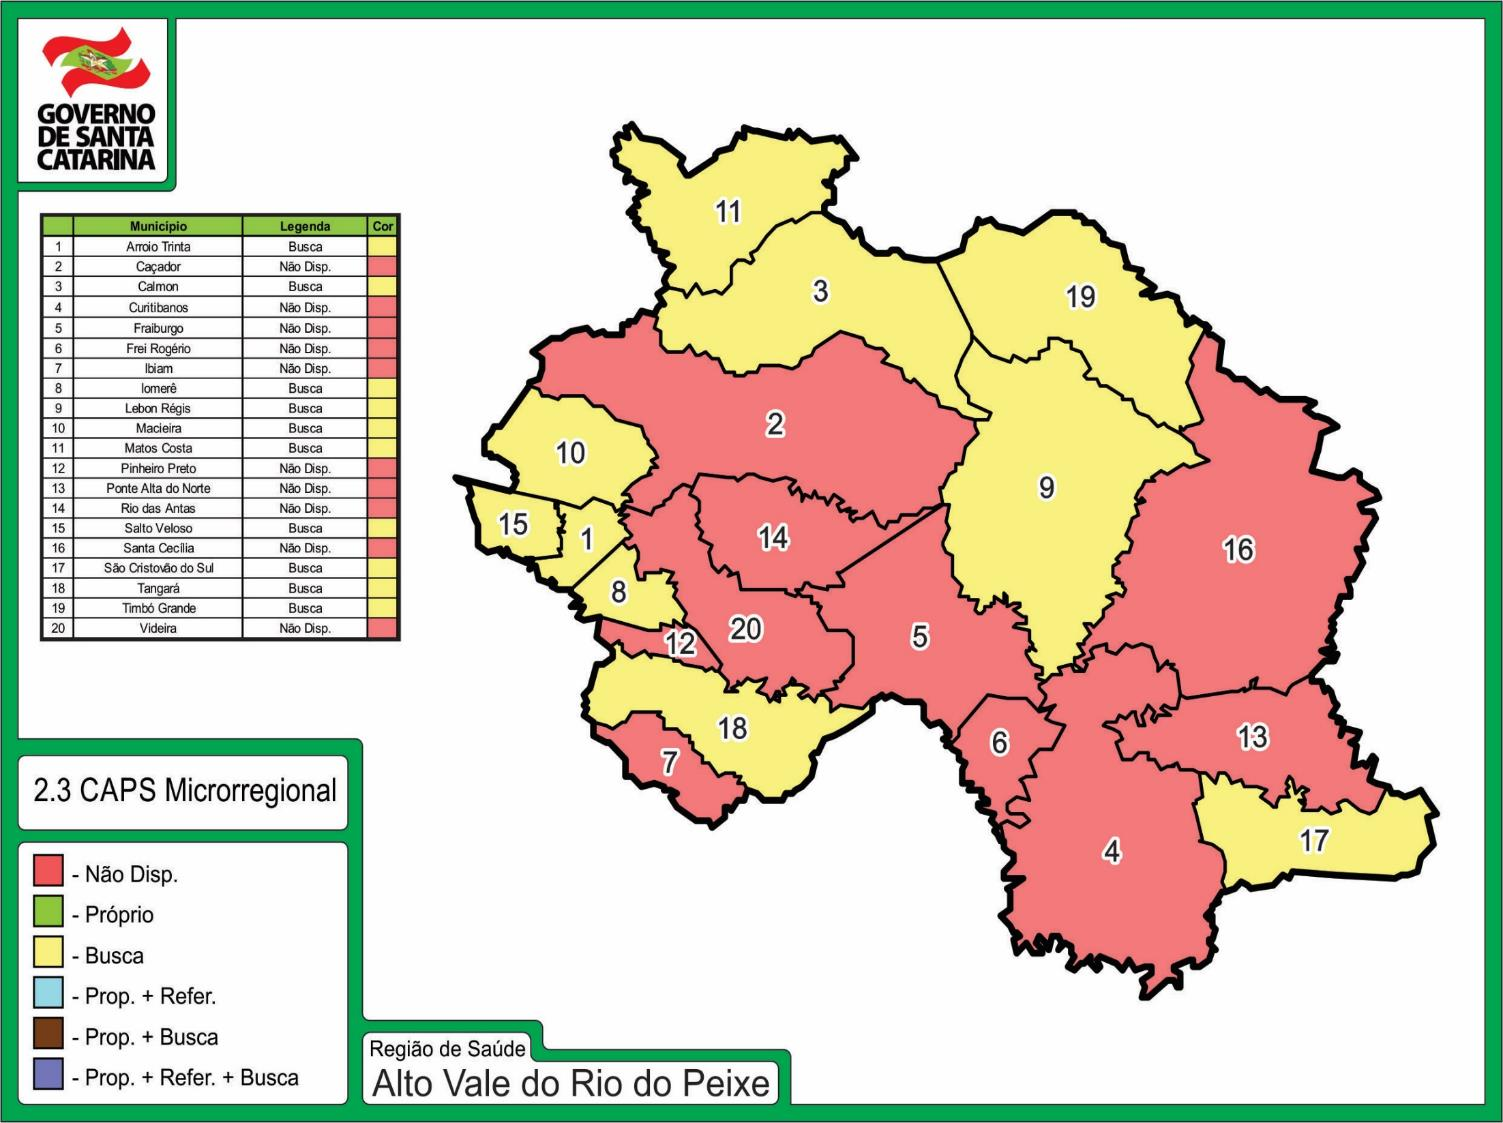 GOVERNO
DE SANTA
CATARINA
Município Legenda Cor
1 Arroio Trinta Busca
2 Caçador Não Disp.
3 Calmon Busca
4 Curitibanos Não Disp.
5 Fraiburgo Não Disp.
6 Frei Rogério Não Disp.
7 Ibiam Não Disp.
8 Iomerê Busca
9 Lebon Régis Busca
10 Macieira Busca
11 Matos Costa Busca
12 Pinheiro Preto Não Disp.
13 Ponte Alta do Norte Não Disp.
14 Rio das Antas Não Disp.
15 Salto Veloso Busca
16 Santa Cecília Não Disp.
17 São Cristovão do Sul Busca
18 Tangará Busca
19 Timbó Grande Busca
20 Videira Não Disp.
11
3
19
2
10
9
15
1
14
16
8
20
12
5
18
6
13
7
17
4
2.3 CAPS Microrregional
- Não Disp.
- Próprio
- Busca
- Prop. + Refer.
- Prop. + Busca
- Prop. + Refer. + Busca
Região de Saúde
Alto Vale do Rio do Peixe